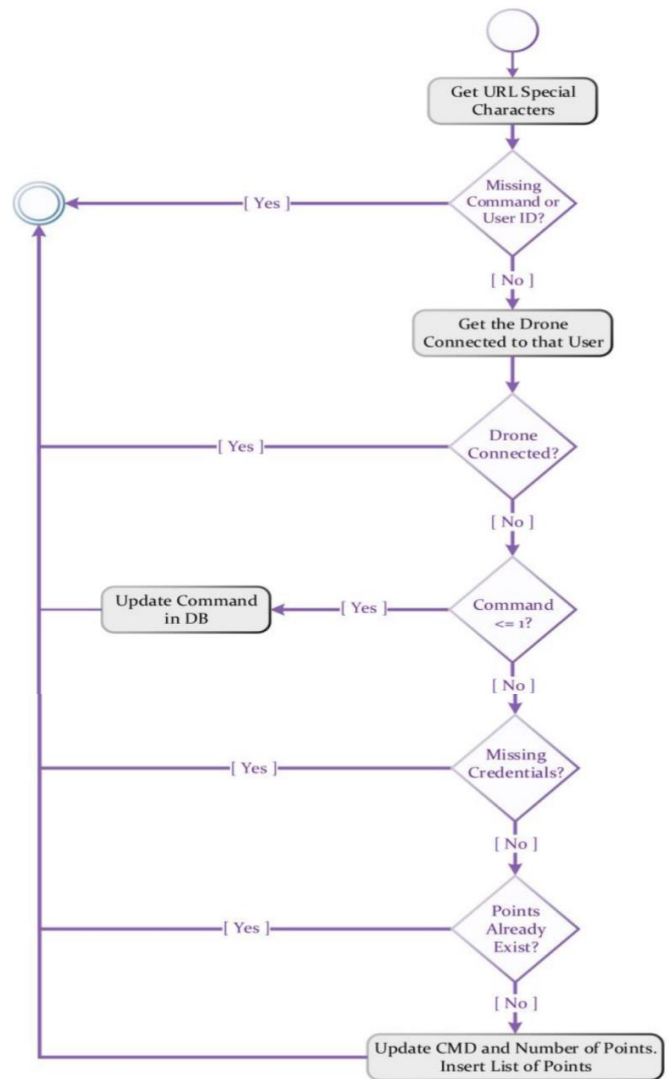 Get URL Special
Characters
Missing
Command or
User ID?
[ Yes ]
[ No ]
Get the Drone
Connected to that User
Drone
Connected?
[ Yes ]
[ No ]
Command
<= 1?
[ Yes ]
Update Command
in DB
[ No ]
Missing
Credentials?
[ Yes ]
[ No ]
Points
Already
Exist?
[ Yes ]
[ No ]
Update CMD and Number of Points.
Insert List of Points